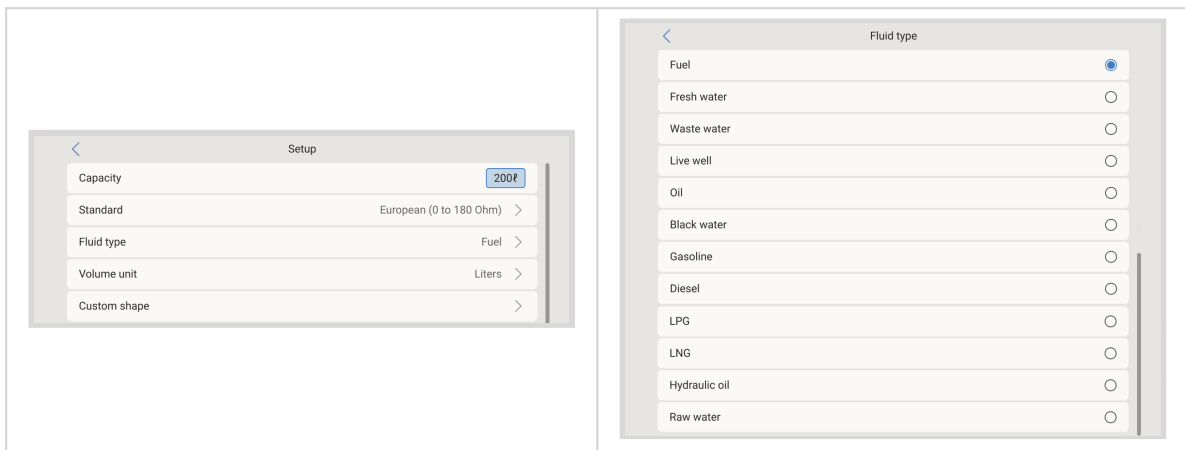 Setup
Capacity 200ℓ
Standard European (0 to 180 Ohm)
Fluid type Fuel
Volume unit Liters
Custom shape
Fluid type
Fuel
Fresh water
Waste water
Live well
Oil
Black water
Gasoline
Diesel
LPG
LNG
Hydraulic oil
Raw water